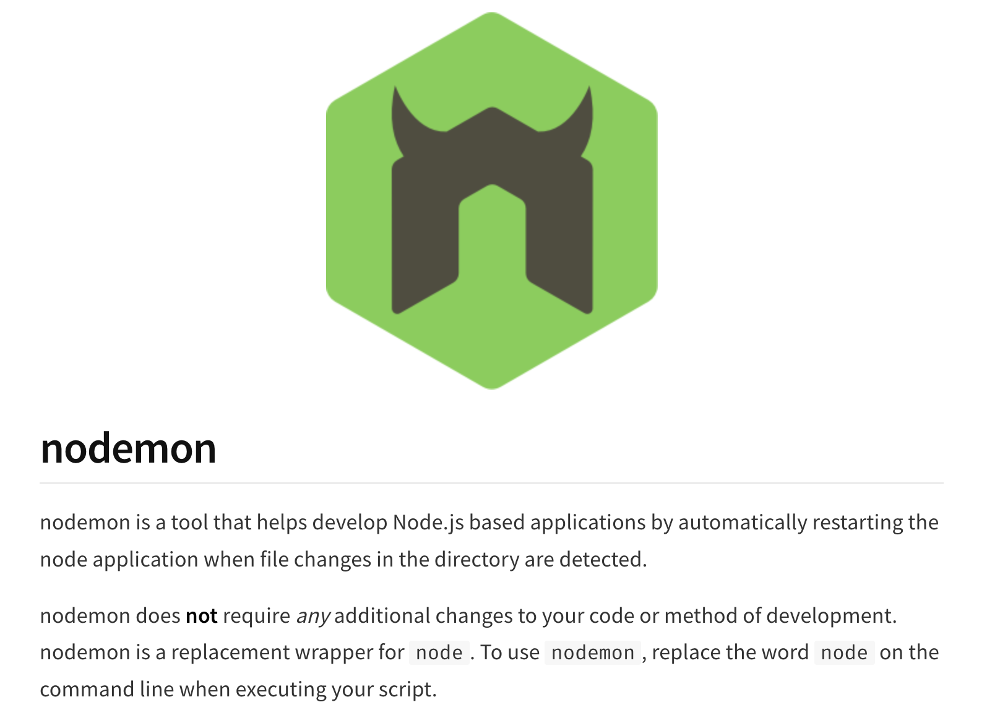 nodemon
nodemon is a tool that helps develop Node.js based applications by automatically restarting the
node application when file changes in the directory are detected.
nodemon does not require any additional changes to your code or method of development.
nodemon is a replacement wrapper for node . To use nodemon , replace the word node on the
command line when executing your script.